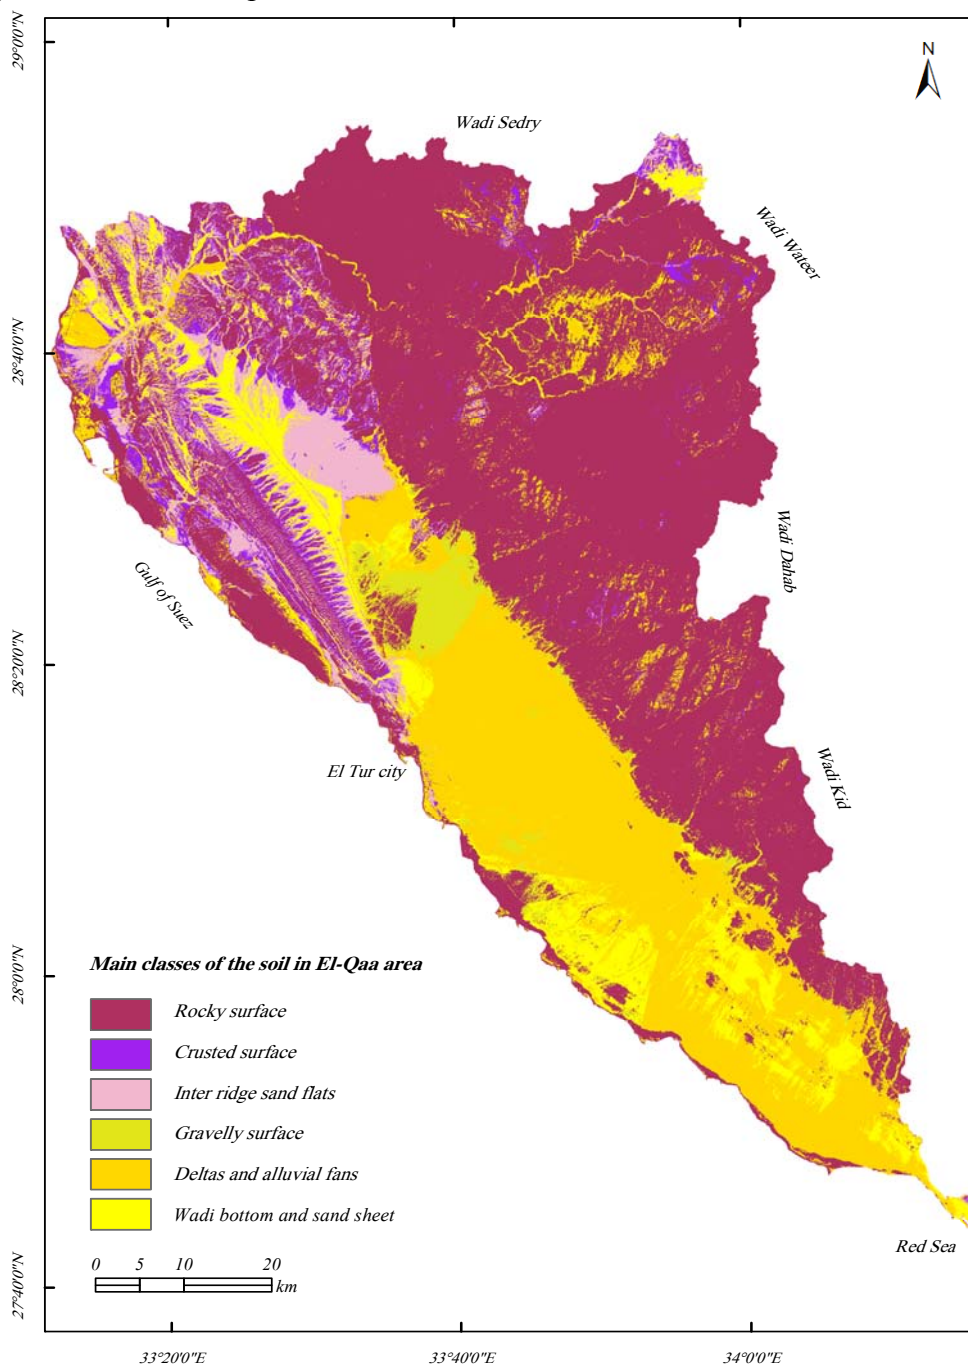 29°0'0"N
N
Wadi Sedry
Wadi Wateer
28°40'0"N
Wadi Dahab
Gulf of Suez
28°20'0"N
El Tur city
Wadi Kid
28°0'0"N
Main classes of the soil in El-Qaa area
Rocky surface
Crusted surface
Inter ridge sand flats
Gravelly surface
Deltas and alluvial fans
Wadi bottom and sand sheet
Red Sea
0 5 10 20
km
27°40'0"N
33°20'0"E 33°40'0"E 34°0'0"E